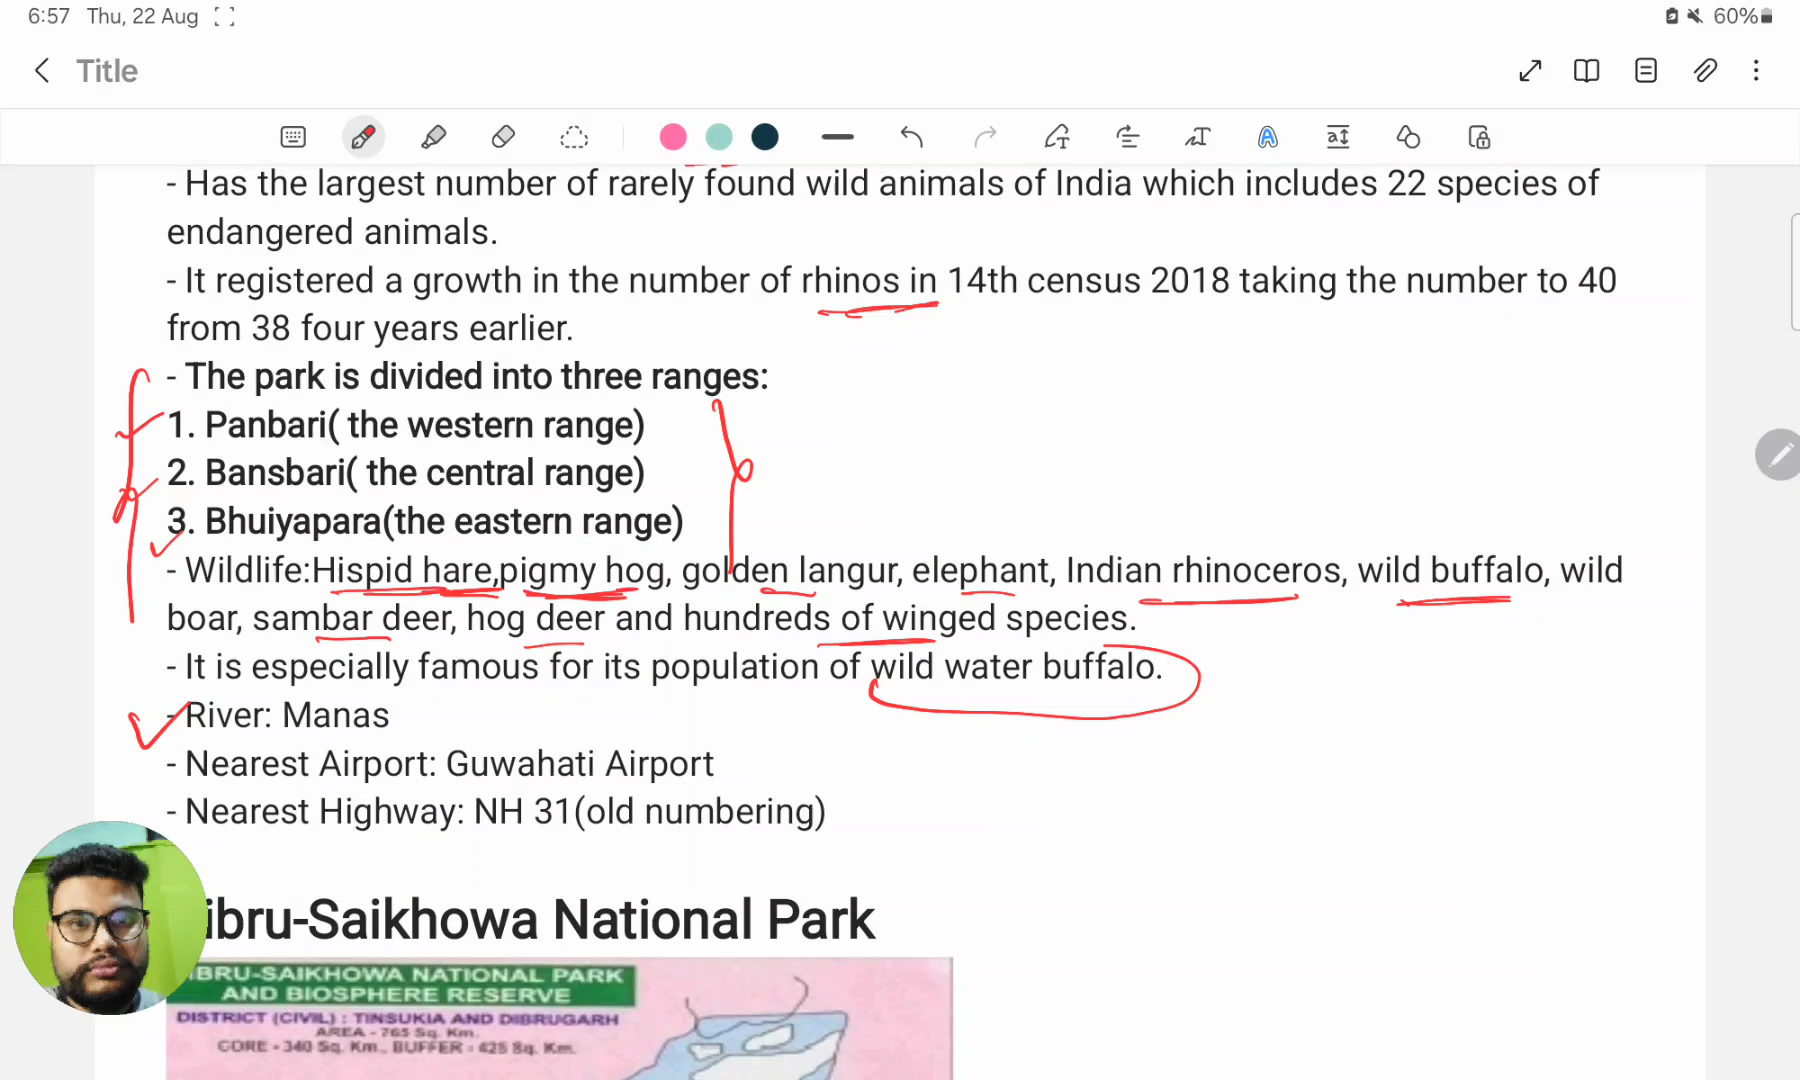 6:57 Thu, 22 Aug 60%
Title
- Has the largest number of rarely found wild animals of India which includes 22 species of
endangered animals.
- It registered a growth in the number of rhinos in 14th census 2018 taking the number to 40
from 38 four years earlier.
- The park is divided into three ranges:
1. Panbari( the western range)
2. Bansbari( the central range)
3. Bhuiyapara(the eastern range)
- Wildlife:Hispid hare,pigmy hog, golden langur, elephant, Indian rhinoceros, wild buffalo, wild
boar, sambar deer, hog deer and hundreds of winged species.
- It is especially famous for its population of wild water buffalo.
- River: Manas
- Nearest Airport: Guwahati Airport
- Nearest Highway: NH 31(old numbering)
ibru-Saikhowa National Park
IBRU-SAIKHOWA NATIONAL PARK
AND BIOSPHERE RESERVE
DISTRICT (CIVIL) : TINSUKIA AND DIBRUGARH
AREA - 765 Sq. Km.
CORE - 340 Sq. Km., BUFFER - 425 Sq. Km.